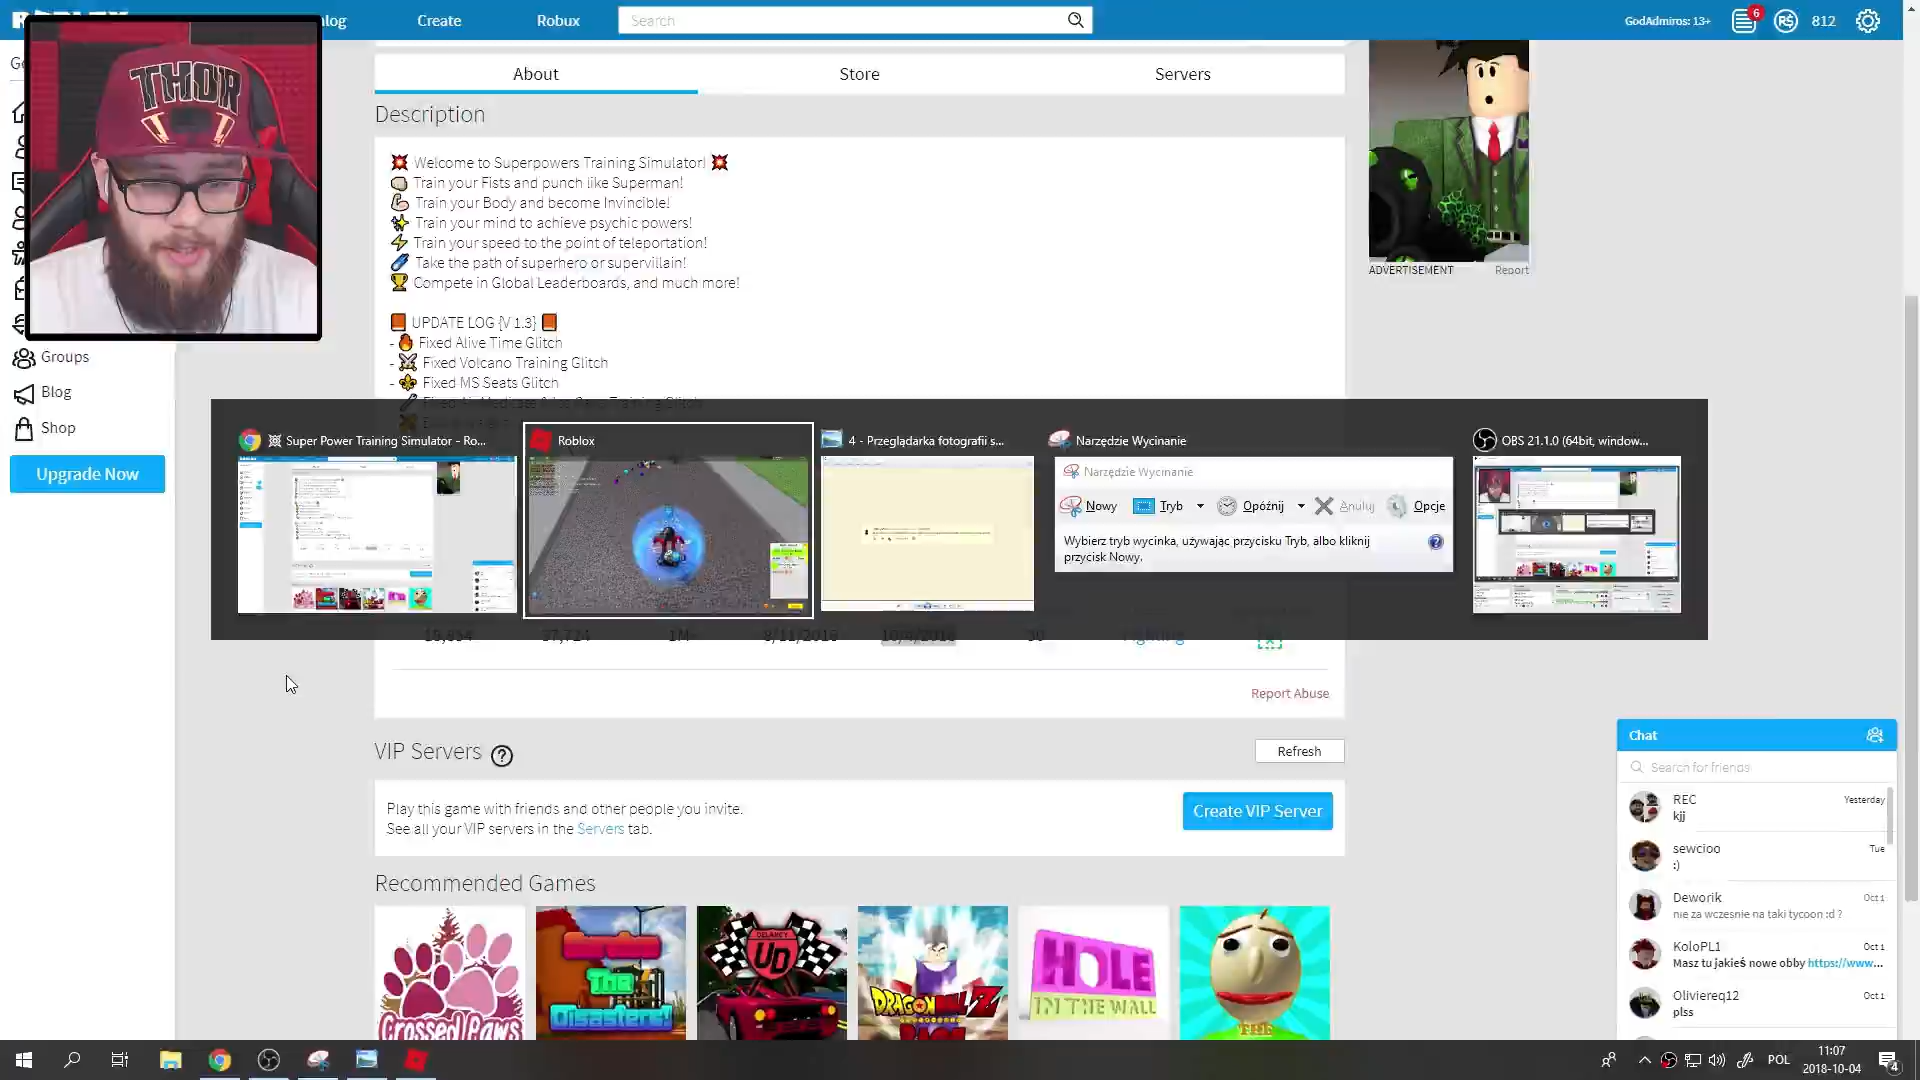 Create
Robux
Search
GodAdmiros: 13+
6
812
THOR
About
Store
Servers
Description
Welcome to Superpowers Training Simulator!
Train your Fists and punch like Superman!
Train your Body and become Invincible!
Train your mind to achieve psychic powers!
Train your speed to the point of teleportation!
Take the path of superhero or supervillain!
Compete in Global Leaderboards, and much more!
UPDATE LOG {V 1.3}
- Fixed Alive Time Glitch
- Fixed Volcano Training Glitch
- Fixed MS Seats Glitch
ADVERTISEMENT
Report
Groups
Blog
Shop
Upgrade Now
Super Power Training Simulator - Ro...
Roblox
4 - Przeglądarka fotografii s...
Narzędzie Wycinanie
OBS 21.1.0 (64bit, window...
Narzędzie Wycinanie
Nowy
Tryb
Opóźnij
Anuluj
Opcje
Wybierz tryb wycinka, używając przycisku Tryb, albo kliknij
przycisk Nowy.
Report Abuse
VIP Servers
Refresh
Play this game with friends and other people you invite.
See all your VIP servers in the Servers tab.
Create VIP Server
Recommended Games
Crossed Paws
The
Disasters!
DELANEY
UD
DRAGON BALL Z
RAGE
HOLE
IN THE WALL
THE
Chat
Search for friends
REC
Yesterday
kjj
sewcioo
Tue
:)
Deworik
Oct 1
nie za wczesnie na taki tycoon :d ?
KoloPL1
Oct 1
Masz tu jakieś nowe obby https://www...
Oliviereq12
Oct 1
plss
POL
11:07
2018-10-04
4